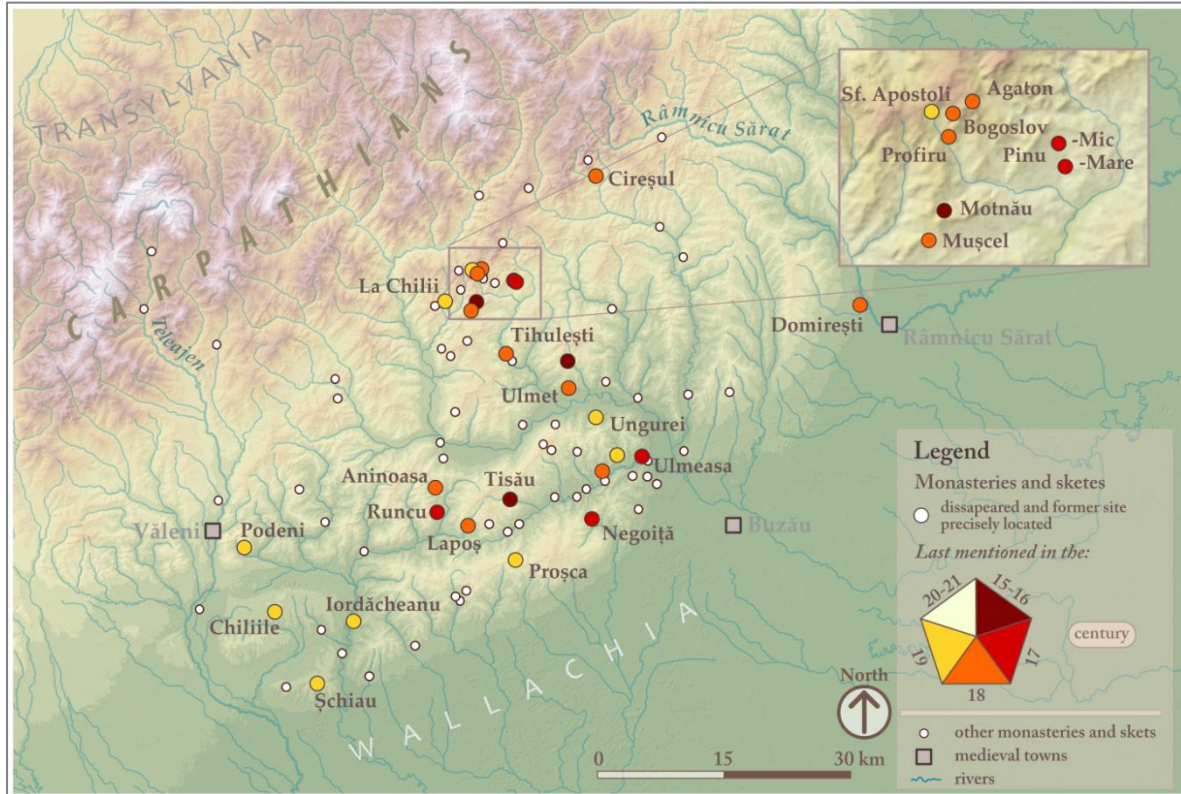 TRANSYLVANIA
CARPATHIANS
Râmnicu Sărat
Cireșul
Sf. Apostoli
Agaton
Bogoslov
Profiru
Pinu
-Mic
-Mare
Motnău
Mușcel
La Chilii
Teleajen
Domirești
Râmnicu Sărat
Tihulești
Ulmet
Ungurei
Ulmeasa
Aninoasa
Tisău
Runcu
Lapoș
Negoiță
Buzău
Văleni
Podeni
Proșca
Iordăcheanu
Chiliile
Șchiau
WALLACHIA
North
0 15 30 km
Legend
Monasteries and sketes
dissapeared and former site
precisely located
Last mentioned in the:
20-21
15-16
19
17
18
century
other monasteries and skets
medieval towns
rivers